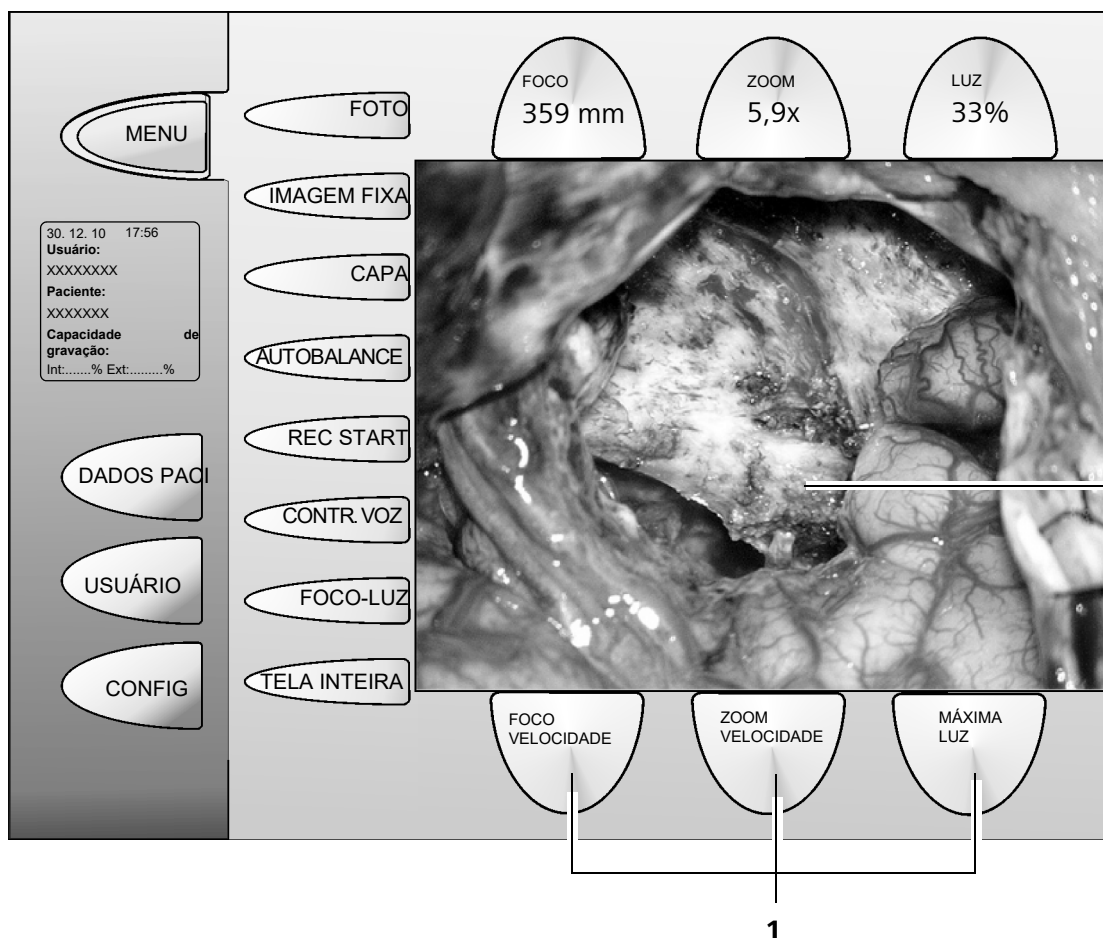 MENU
30. 12. 10 17:56
Usuário:
XXXXXXXX
Paciente:
XXXXXXX
Capacidade de
gravação:
Int:.......% Ext:.........%
DADOS PACI
USUÁRIO
CONFIG
FOTO
IMAGEM FIXA
CAPA
AUTOBALANCE
REC START
CONTR. VOZ
FOCO-LUZ
TELA INTEIRA
FOCO
359 mm
ZOOM
5,9x
LUZ
33%
FOCO
VELOCIDADE
ZOOM
VELOCIDADE
MÁXIMA
LUZ
1